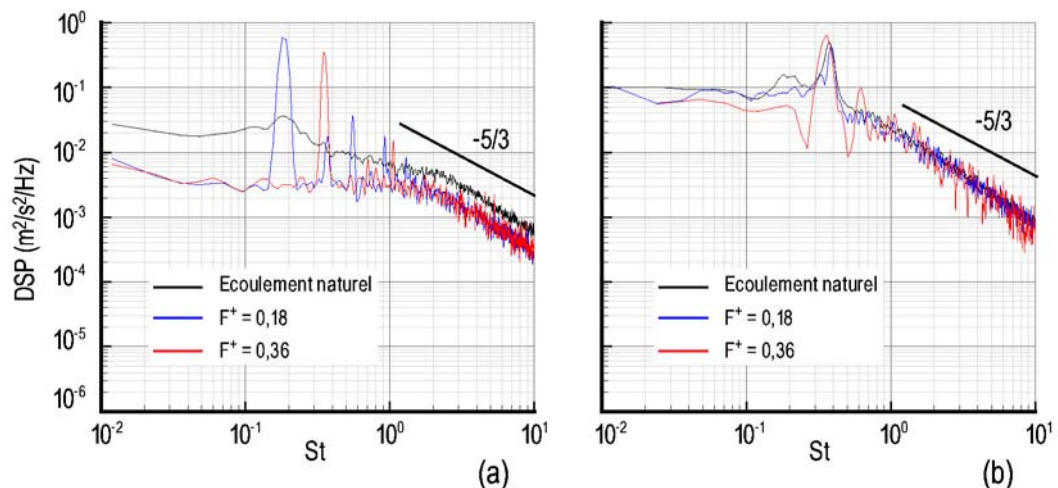 DSP (m²/s²/Hz)
10⁰
10⁻¹
10⁻²
10⁻³
10⁻⁴
10⁻⁵
10⁻⁶
-5/3
Ecoulement naturel
F⁺ = 0,18
F⁺ = 0,36
10⁻²
10⁻¹
10⁰
10¹
St
(a)
-5/3
Ecoulement naturel
F⁺ = 0,18
F⁺ = 0,36
10⁻²
10⁻¹
10⁰
10¹
St
(b)